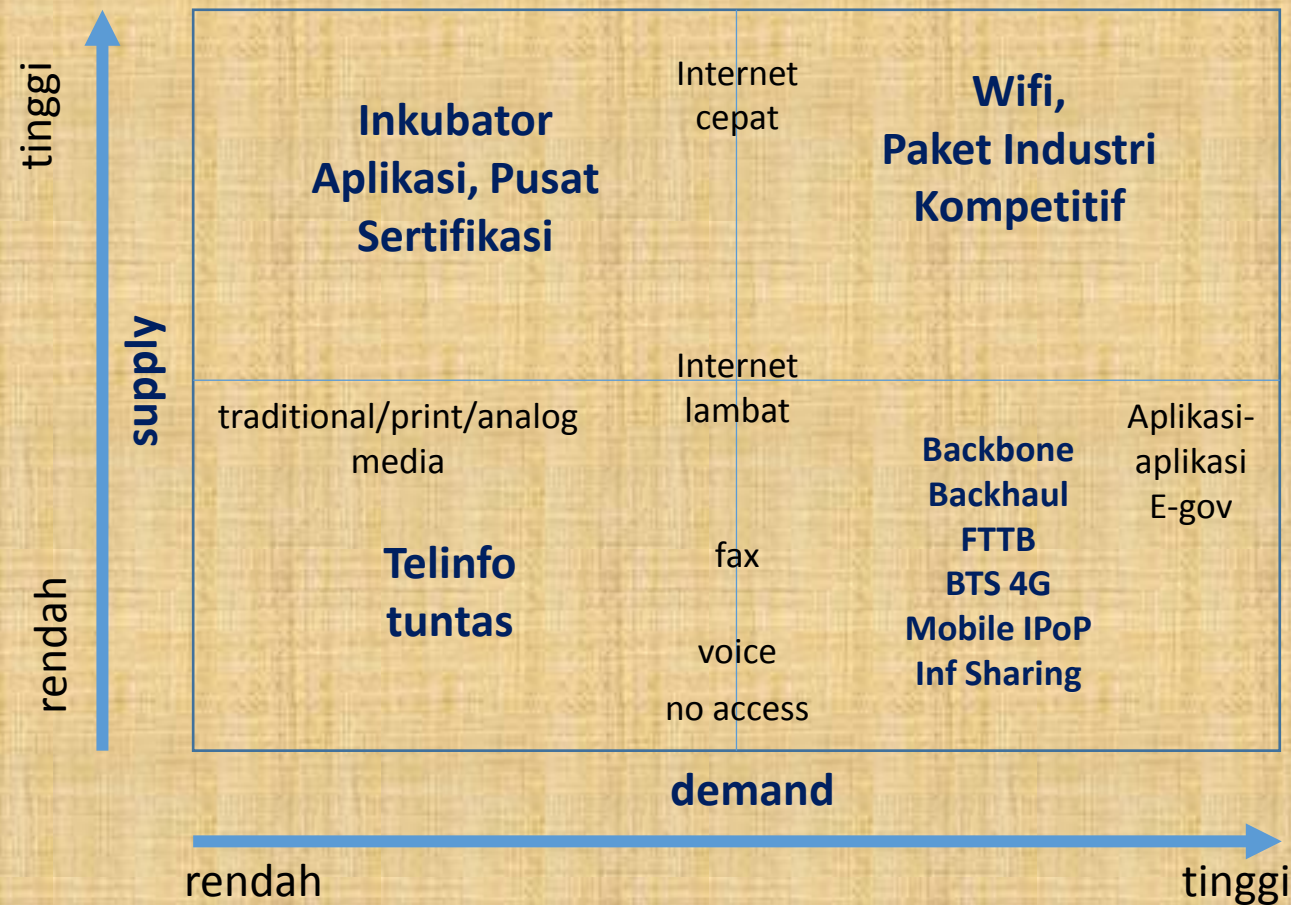 tinggi
Internet
cepat
Inkubator
Aplikasi, Pusat
Sertifikasi
Wifi,
Paket Industri
Kompetitif
supply
Internet
lambat
traditional/print/analog
media
Telinfo
tuntas
fax
voice
no access
Backbone
Backhaul
FTTB
BTS 4G
Mobile IPoP
Inf Sharing
Aplikasi-
aplikasi
E-gov
rendah
demand
rendah
tinggi